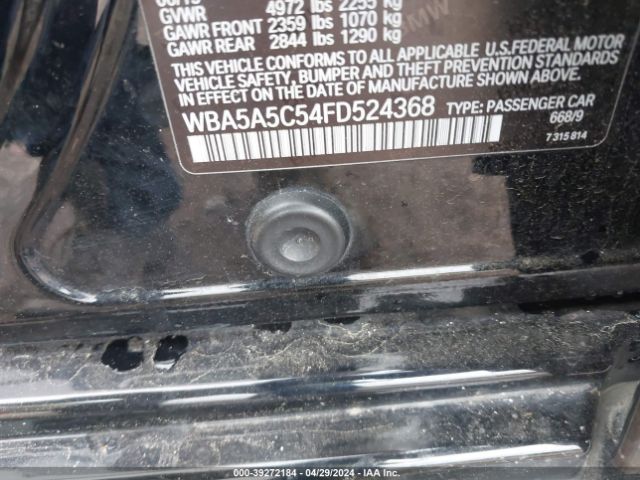 GVWR 4972 lbs 2255 kg
GAWR FRONT 2359 lbs 1070 kg
GAWR REAR 2844 lbs 1290 kg
THIS VEHICLE CONFORMS TO ALL APPLICABLE U.S.FEDERAL MOTOR
VEHICLE SAFETY, BUMPER AND THEFT PREVENTION STANDARDS
IN EFFECT ON THE DATE OF MANUFACTURE SHOWN ABOVE.
WBA5A5C54FD524368 TYPE: PASSENGER CAR
668/9
7 315 814
000-39272184 - 04/29/2024 - IAA Inc.